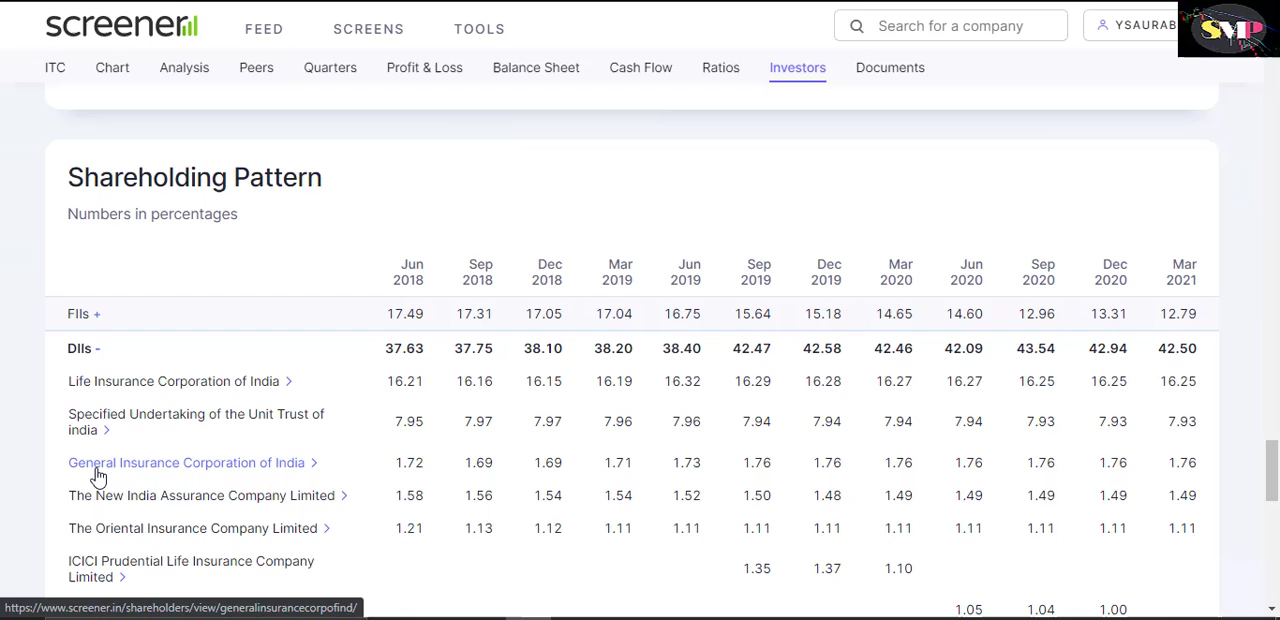 screener FEED SCREENS TOOLS Search for a company YSAURAB SMP
ITC Chart Analysis Peers Quarters Profit & Loss Balance Sheet Cash Flow Ratios Investors Documents
Shareholding Pattern
Numbers in percentages
Jun Sep Dec Mar Jun Sep Dec Mar Jun Sep Dec Mar
2018 2018 2018 2019 2019 2019 2019 2020 2020 2020 2020 2021
FIIs + 17.49 17.31 17.05 17.04 16.75 15.64 15.18 14.65 14.60 12.96 13.31 12.79
DIIs - 37.63 37.75 38.10 38.20 38.40 42.47 42.58 42.46 42.09 43.54 42.94 42.50
Life Insurance Corporation of India > 16.21 16.16 16.15 16.19 16.32 16.29 16.28 16.27 16.27 16.25 16.25 16.25
Specified Undertaking of the Unit Trust of
india > 7.95 7.97 7.97 7.96 7.96 7.94 7.94 7.94 7.94 7.93 7.93 7.93
General Insurance Corporation of India > 1.72 1.69 1.69 1.71 1.73 1.76 1.76 1.76 1.76 1.76 1.76 1.76
The New India Assurance Company Limited > 1.58 1.56 1.54 1.54 1.52 1.50 1.48 1.49 1.49 1.49 1.49 1.49
The Oriental Insurance Company Limited > 1.21 1.13 1.12 1.11 1.11 1.11 1.11 1.11 1.11 1.11 1.11 1.11
ICICI Prudential Life Insurance Company
Limited > 1.35 1.37 1.10
1.05 1.04 1.00
https://www.screener.in/shareholders/view/generalinsurancecorpofind/